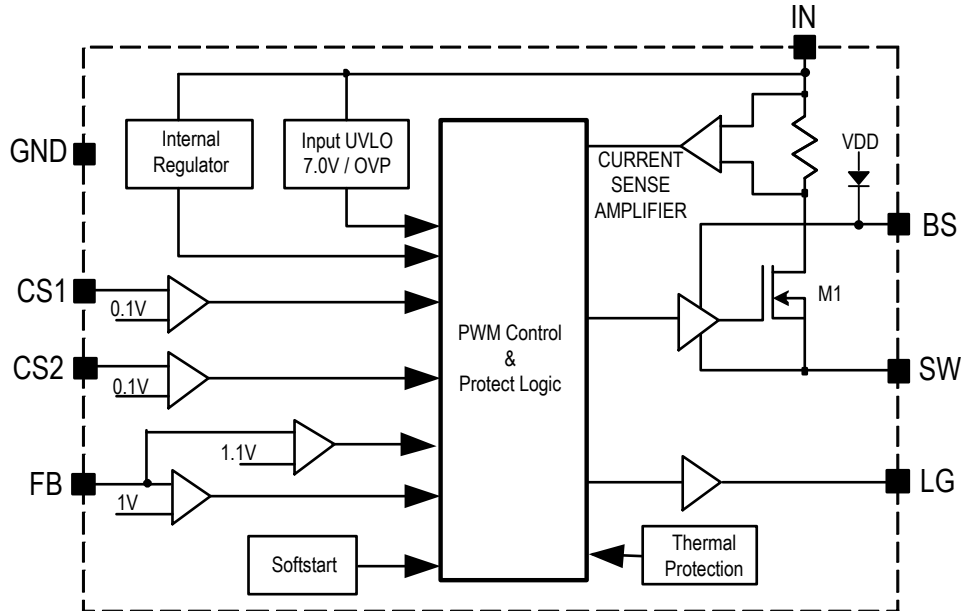 IN
GND
Internal
Regulator
Input UVLO
7.0V / OVP
CURRENT
SENSE
AMPLIFIER
VDD
BS
CS1
0.1V
M1
CS2
0.1V
PWM Control
&
Protect Logic
SW
1.1V
FB
1V
LG
Softstart
Thermal
Protection